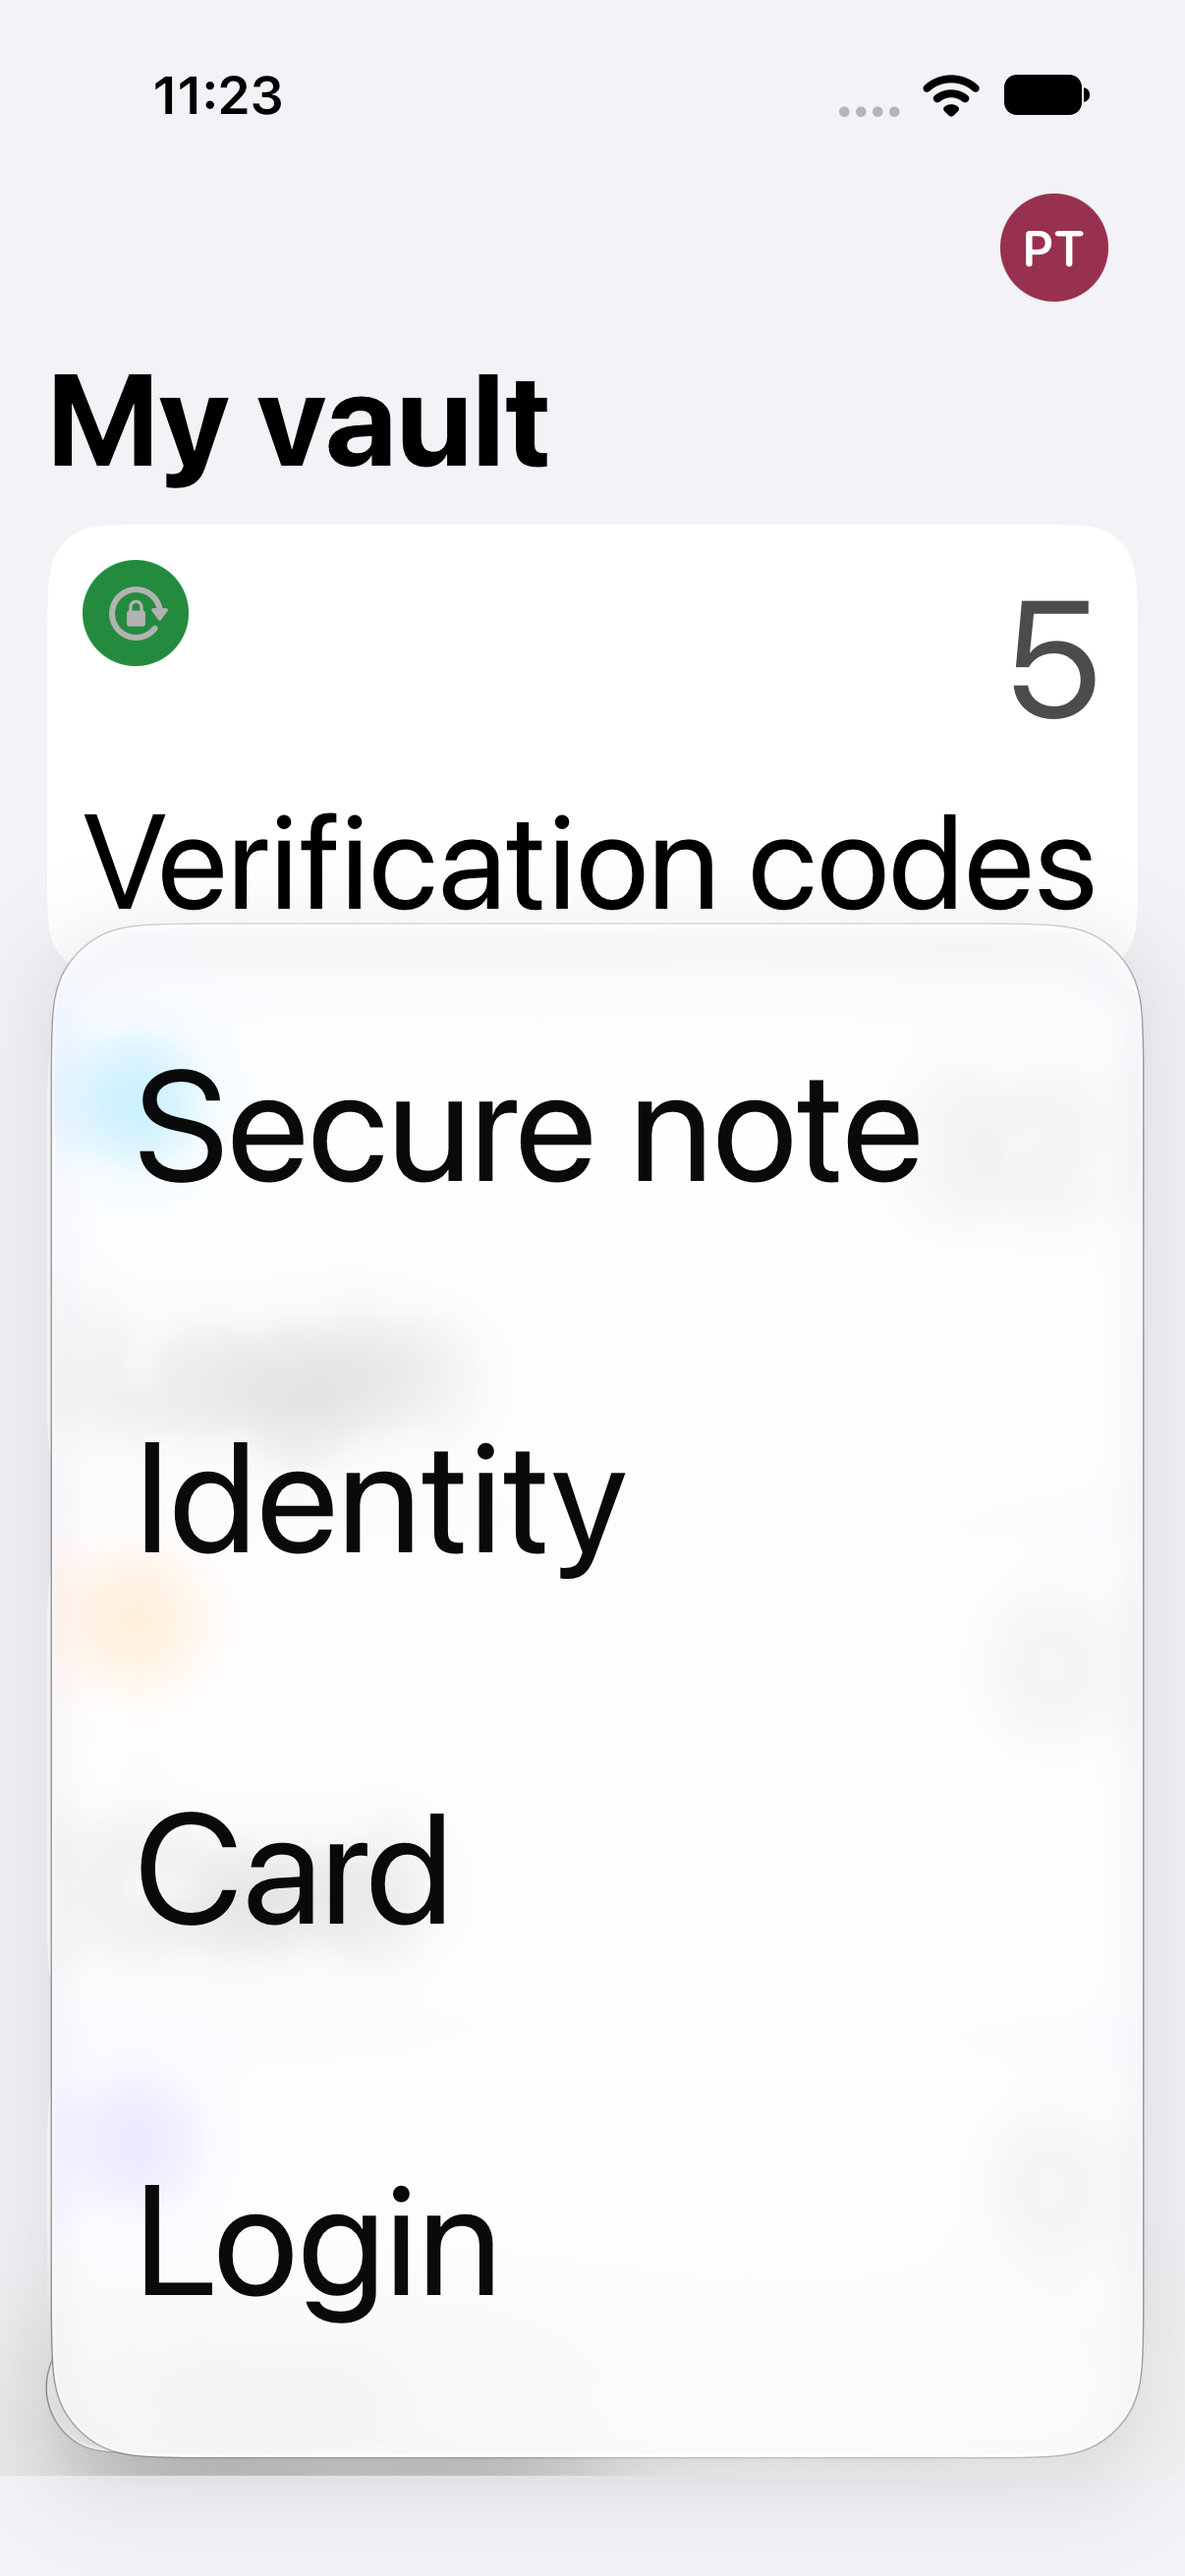 11:23
PT
My vault
5
Verification codes
Secure note
Identity
Card
Login